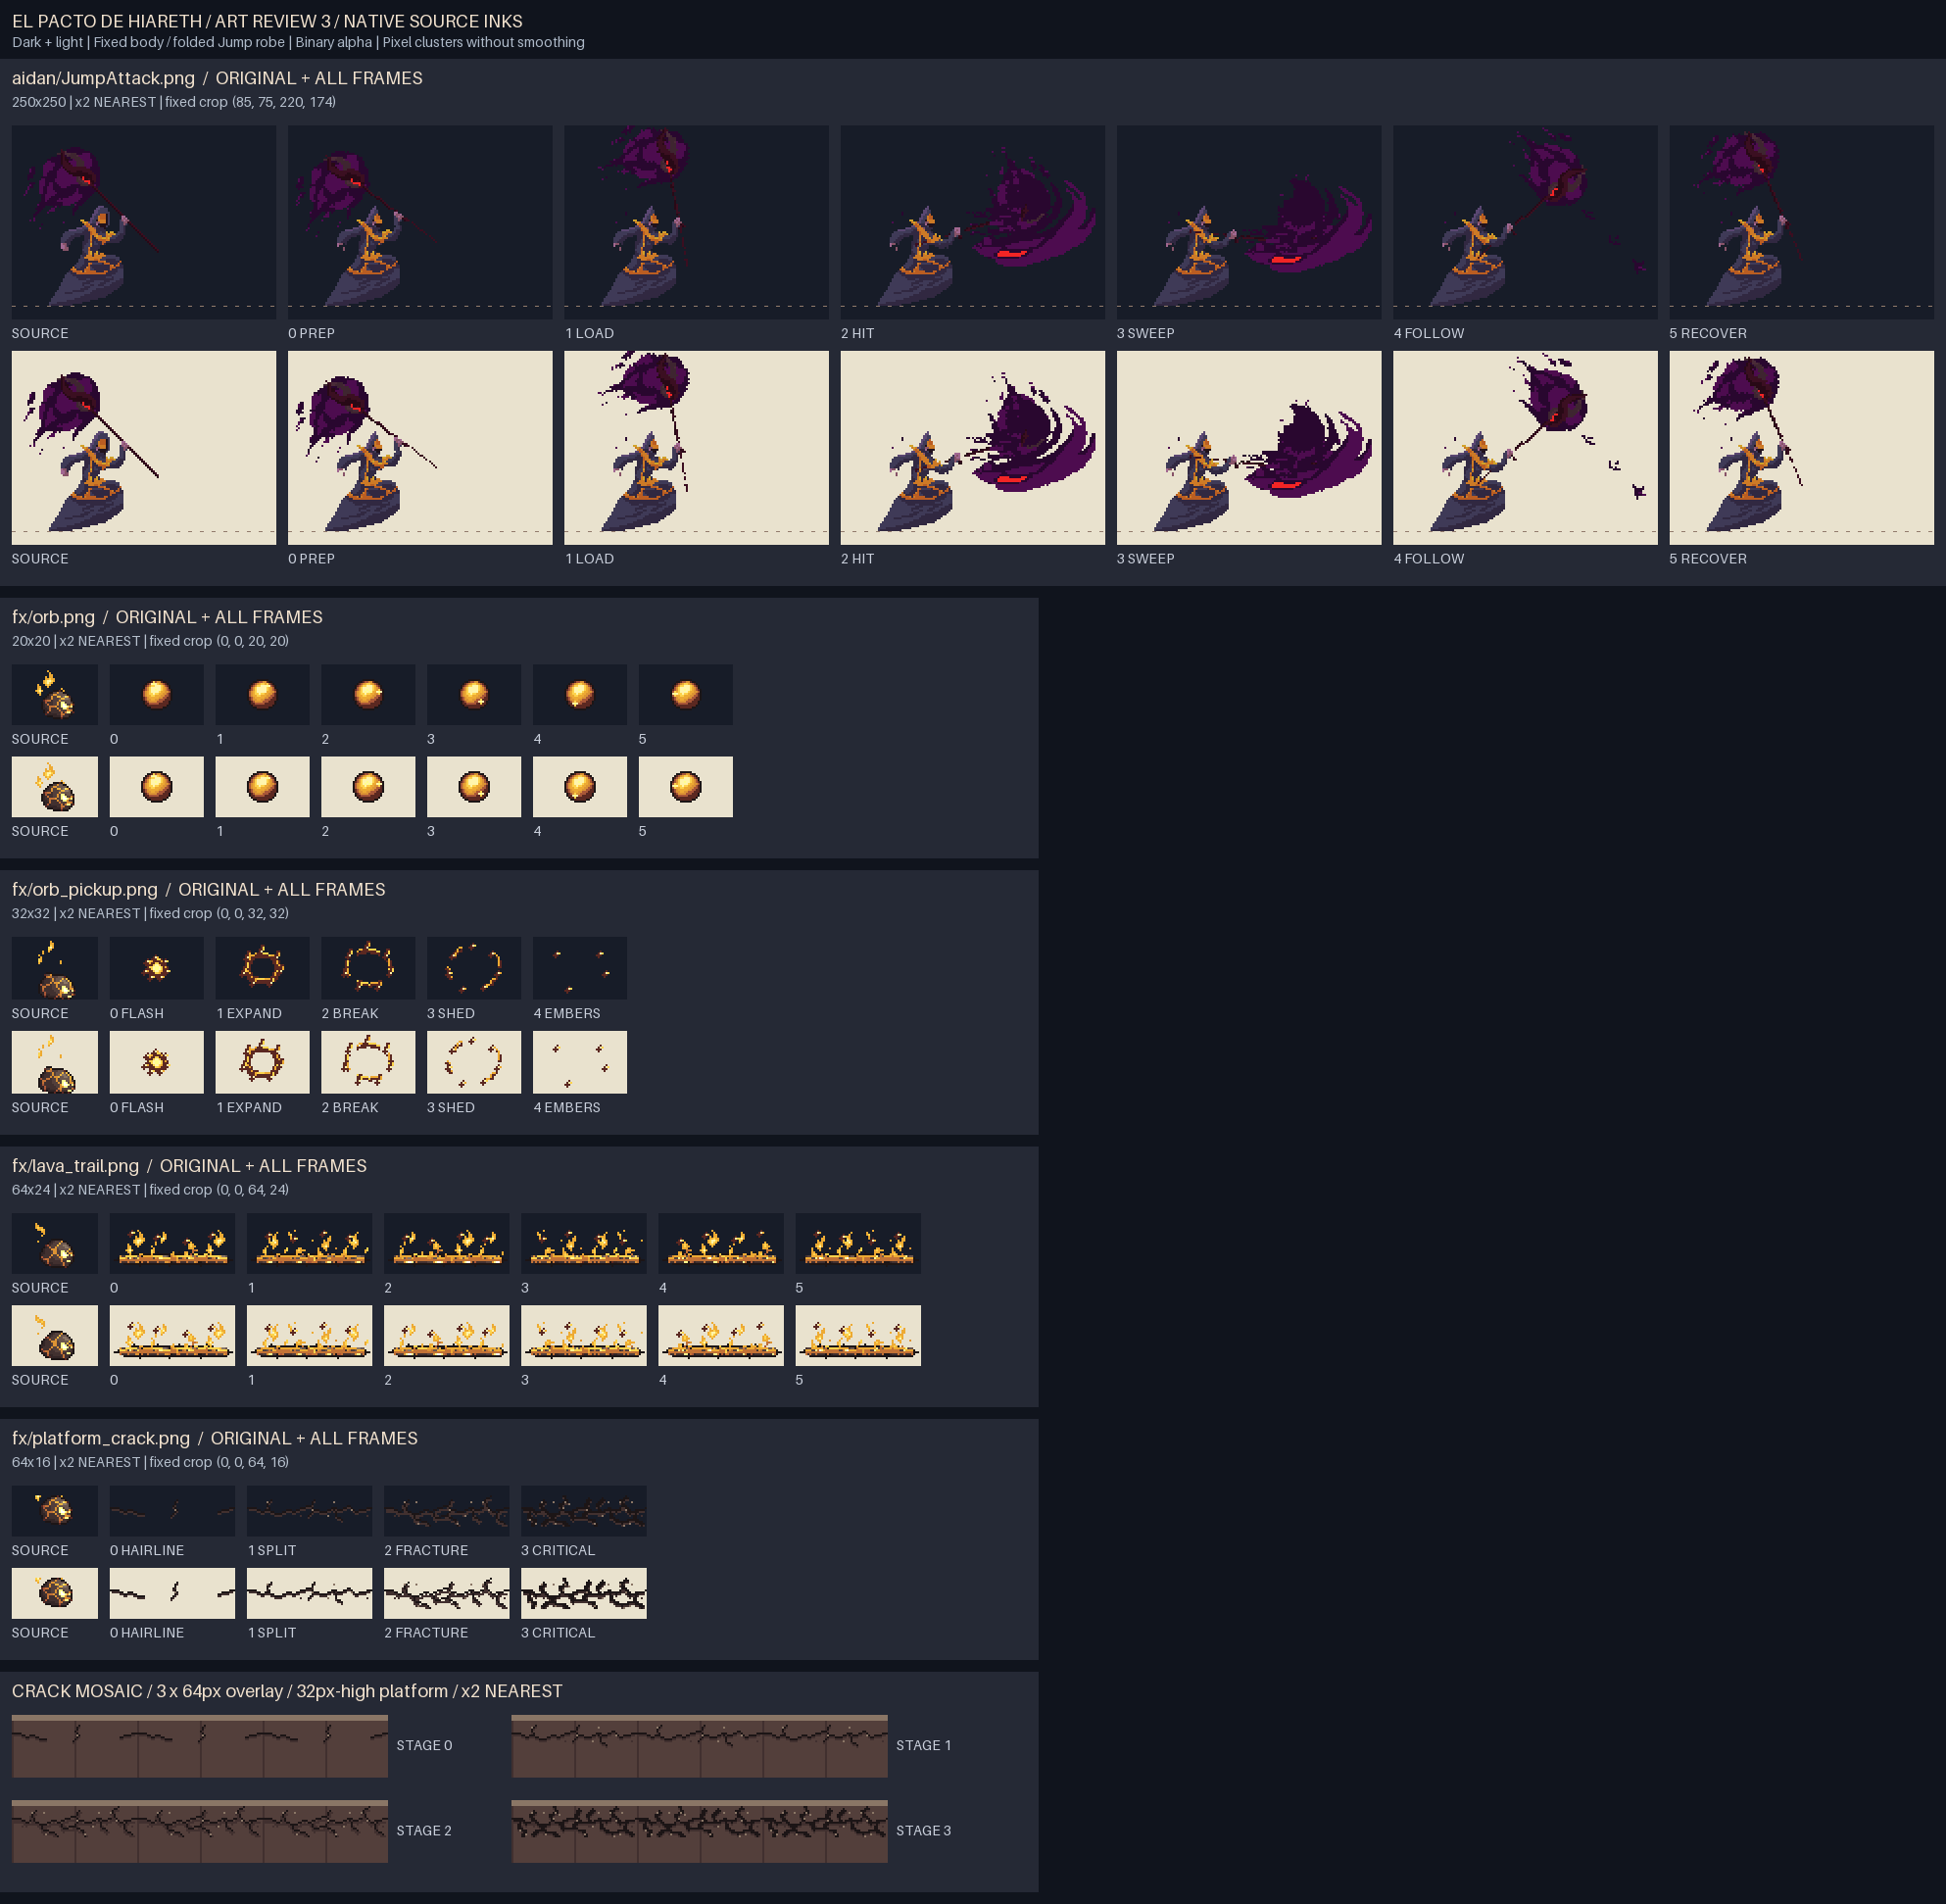 EL PACTO DE HIARETH / ART REVIEW 3 / NATIVE SOURCE INKS
Dark + light | Fixed body / folded Jump robe | Binary alpha | Pixel clusters without smoothing
aidan/JumpAttack.png / ORIGINAL + ALL FRAMES
250x250 | x2 NEAREST | fixed crop (85, 75, 220, 174)
SOURCE 0 PREP 1 LOAD 2 HIT 3 SWEEP 4 FOLLOW 5 RECOVER
SOURCE 0 PREP 1 LOAD 2 HIT 3 SWEEP 4 FOLLOW 5 RECOVER
fx/orb.png / ORIGINAL + ALL FRAMES
20x20 | x2 NEAREST | fixed crop (0, 0, 20, 20)
SOURCE 0 1 2 3 4 5
SOURCE 0 1 2 3 4 5
fx/orb_pickup.png / ORIGINAL + ALL FRAMES
32x32 | x2 NEAREST | fixed crop (0, 0, 32, 32)
SOURCE 0 FLASH 1 EXPAND 2 BREAK 3 SHED 4 EMBERS
SOURCE 0 FLASH 1 EXPAND 2 BREAK 3 SHED 4 EMBERS
fx/lava_trail.png / ORIGINAL + ALL FRAMES
64x24 | x2 NEAREST | fixed crop (0, 0, 64, 24)
SOURCE 0 1 2 3 4 5
SOURCE 0 1 2 3 4 5
fx/platform_crack.png / ORIGINAL + ALL FRAMES
64x16 | x2 NEAREST | fixed crop (0, 0, 64, 16)
SOURCE 0 HAIRLINE 1 SPLIT 2 FRACTURE 3 CRITICAL
SOURCE 0 HAIRLINE 1 SPLIT 2 FRACTURE 3 CRITICAL
CRACK MOSAIC / 3 x 64px overlay / 32px-high platform / x2 NEAREST
STAGE 0 STAGE 1
STAGE 2 STAGE 3